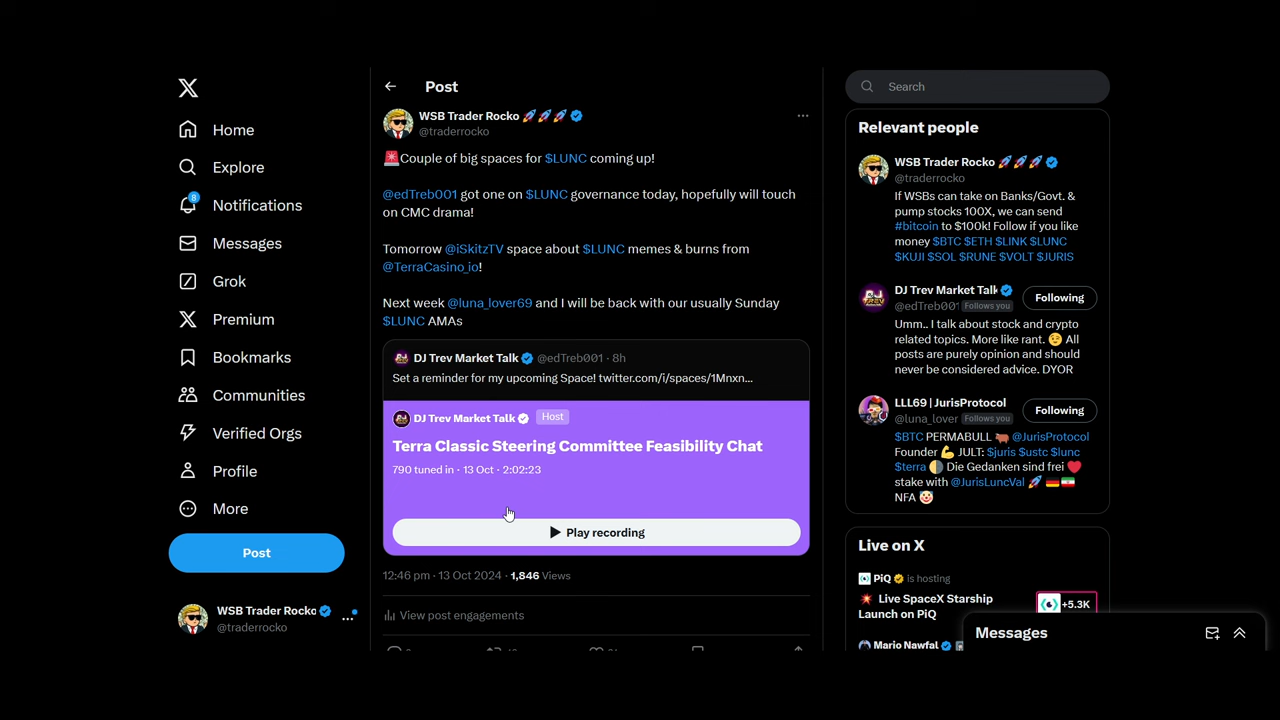 Home
Explore
8
Notifications
Messages
Grok
Premium
Bookmarks
Communities
Verified Orgs
Profile
More
Post
WSB Trader Rocko
@traderrocko
Post
WSB Trader Rocko 🚀🚀🚀
@traderrocko
🚨Couple of big spaces for $LUNC coming up!
@edTreb001 got one on $LUNC governance today, hopefully will touch
on CMC drama!
Tomorrow @iSkitzTV space about $LUNC memes & burns from
@TerraCasino_io!
Next week @luna_lover69 and I will be back with our usually Sunday
$LUNC AMAs
DJ Trev Market Talk @edTreb001 · 8h
Set a reminder for my upcoming Space! twitter.com/i/spaces/1Mnxn...
DJ Trev Market Talk Host
Terra Classic Steering Committee Feasibility Chat
790 tuned in · 13 Oct · 2:02:23
Play recording
12:46 pm · 13 Oct 2024 · 1,846 Views
View post engagements
Search
Relevant people
WSB Trader Rocko 🚀🚀🚀
@traderrocko
If WSBs can take on Banks/Govt. &
pump stocks 100X, we can send
#bitcoin to $100k! Follow if you like
money $BTC $ETH $LINK $LUNC
$KUJI $SOL $RUNE $VOLT $JURIS
DJ Trev Market Talk
@edTreb001 Follows you
Following
Umm.. I talk about stock and crypto
related topics. More like rant. 😉 All
posts are purely opinion and should
never be considered advice. DYOR
LLL69 | JurisProtocol
@luna_lover Follows you
Following
$BTC PERMABULL 🐂 @JurisProtocol
Founder 💪 JULT: $juris $ustc $lunc
$terra 🌗 Die Gedanken sind frei ❤️
stake with @JurisLuncVal 🚀 🇩🇪🇮🇷
NFA 🤡
Live on X
PiQ is hosting
💥 Live SpaceX Starship
Launch on PiQ
+5.3K
Mario Nawfal
Messages